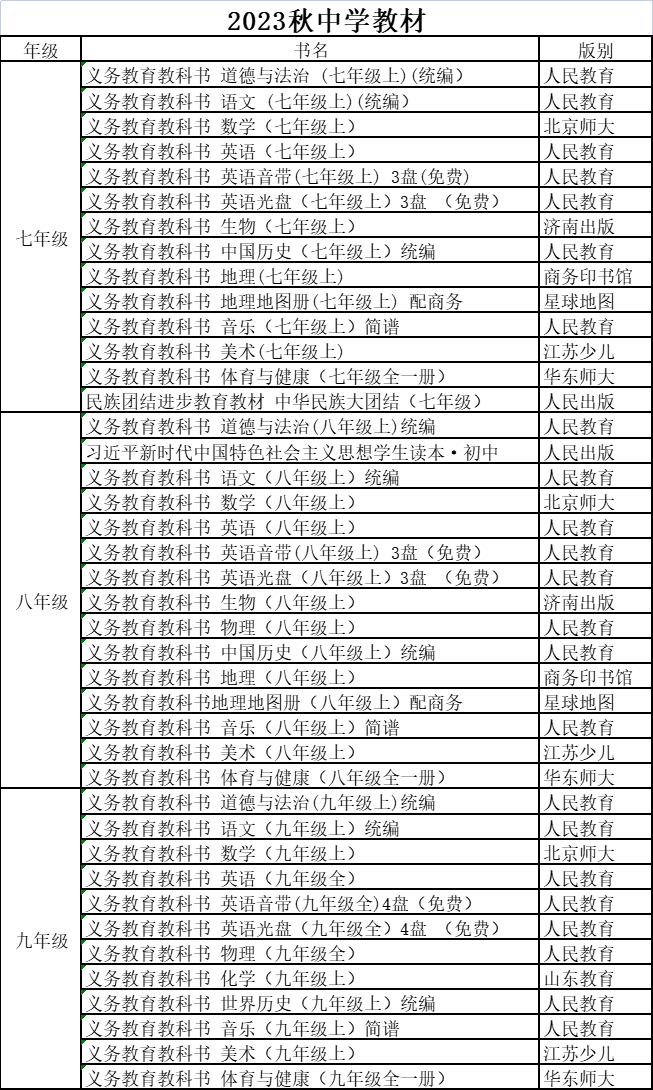 2023秋中学教材
年级 书名 版别
七年级
义务教育教科书 道德与法治 (七年级上)(统编） 人民教育
义务教育教科书 语文 (七年级上)(统编） 人民教育
义务教育教科书 数学（七年级上） 北京师大
义务教育教科书 英语（七年级上） 人民教育
义务教育教科书 英语音带(七年级上) 3盘(免费) 人民教育
义务教育教科书 英语光盘（七年级上）3盘 （免费） 人民教育
义务教育教科书 生物（七年级上） 济南出版
义务教育教科书 中国历史（七年级上）统编 人民教育
义务教育教科书 地理(七年级上) 商务印书馆
义务教育教科书 地理地图册(七年级上) 配商务 星球地图
义务教育教科书 音乐（七年级上）简谱 人民教育
义务教育教科书 美术(七年级上) 江苏少儿
义务教育教科书 体育与健康（七年级全一册） 华东师大
民族团结进步教育教材 中华民族大团结（七年级） 人民出版
八年级
义务教育教科书 道德与法治(八年级上)统编 人民教育
习近平新时代中国特色社会主义思想学生读本·初中 人民出版
义务教育教科书 语文（八年级上）统编 人民教育
义务教育教科书 数学（八年级上） 北京师大
义务教育教科书 英语（八年级上） 人民教育
义务教育教科书 英语音带(八年级上) 3盘（免费） 人民教育
义务教育教科书 英语光盘（八年级上）3盘 （免费） 人民教育
义务教育教科书 生物（八年级上） 济南出版
义务教育教科书 物理（八年级上） 人民教育
义务教育教科书 中国历史（八年级上）统编 人民教育
义务教育教科书 地理（八年级上） 商务印书馆
义务教育教科书地理地图册（八年级上）配商务 星球地图
义务教育教科书 音乐（八年级上）简谱 人民教育
义务教育教科书 美术（八年级上） 江苏少儿
义务教育教科书 体育与健康（八年级全一册） 华东师大
九年级
义务教育教科书 道德与法治(九年级上)统编 人民教育
义务教育教科书 语文（九年级上）统编 人民教育
义务教育教科书 数学（九年级上） 北京师大
义务教育教科书 英语（九年级全） 人民教育
义务教育教科书 英语音带(九年级全)4盘（免费） 人民教育
义务教育教科书 英语光盘（九年级全）4盘 （免费） 人民教育
义务教育教科书 物理（九年级全） 人民教育
义务教育教科书 化学（九年级上） 山东教育
义务教育教科书 世界历史（九年级上）统编 人民教育
义务教育教科书 音乐（九年级上）简谱 人民教育
义务教育教科书 美术（九年级上） 江苏少儿
义务教育教科书 体育与健康（九年级全一册） 华东师大